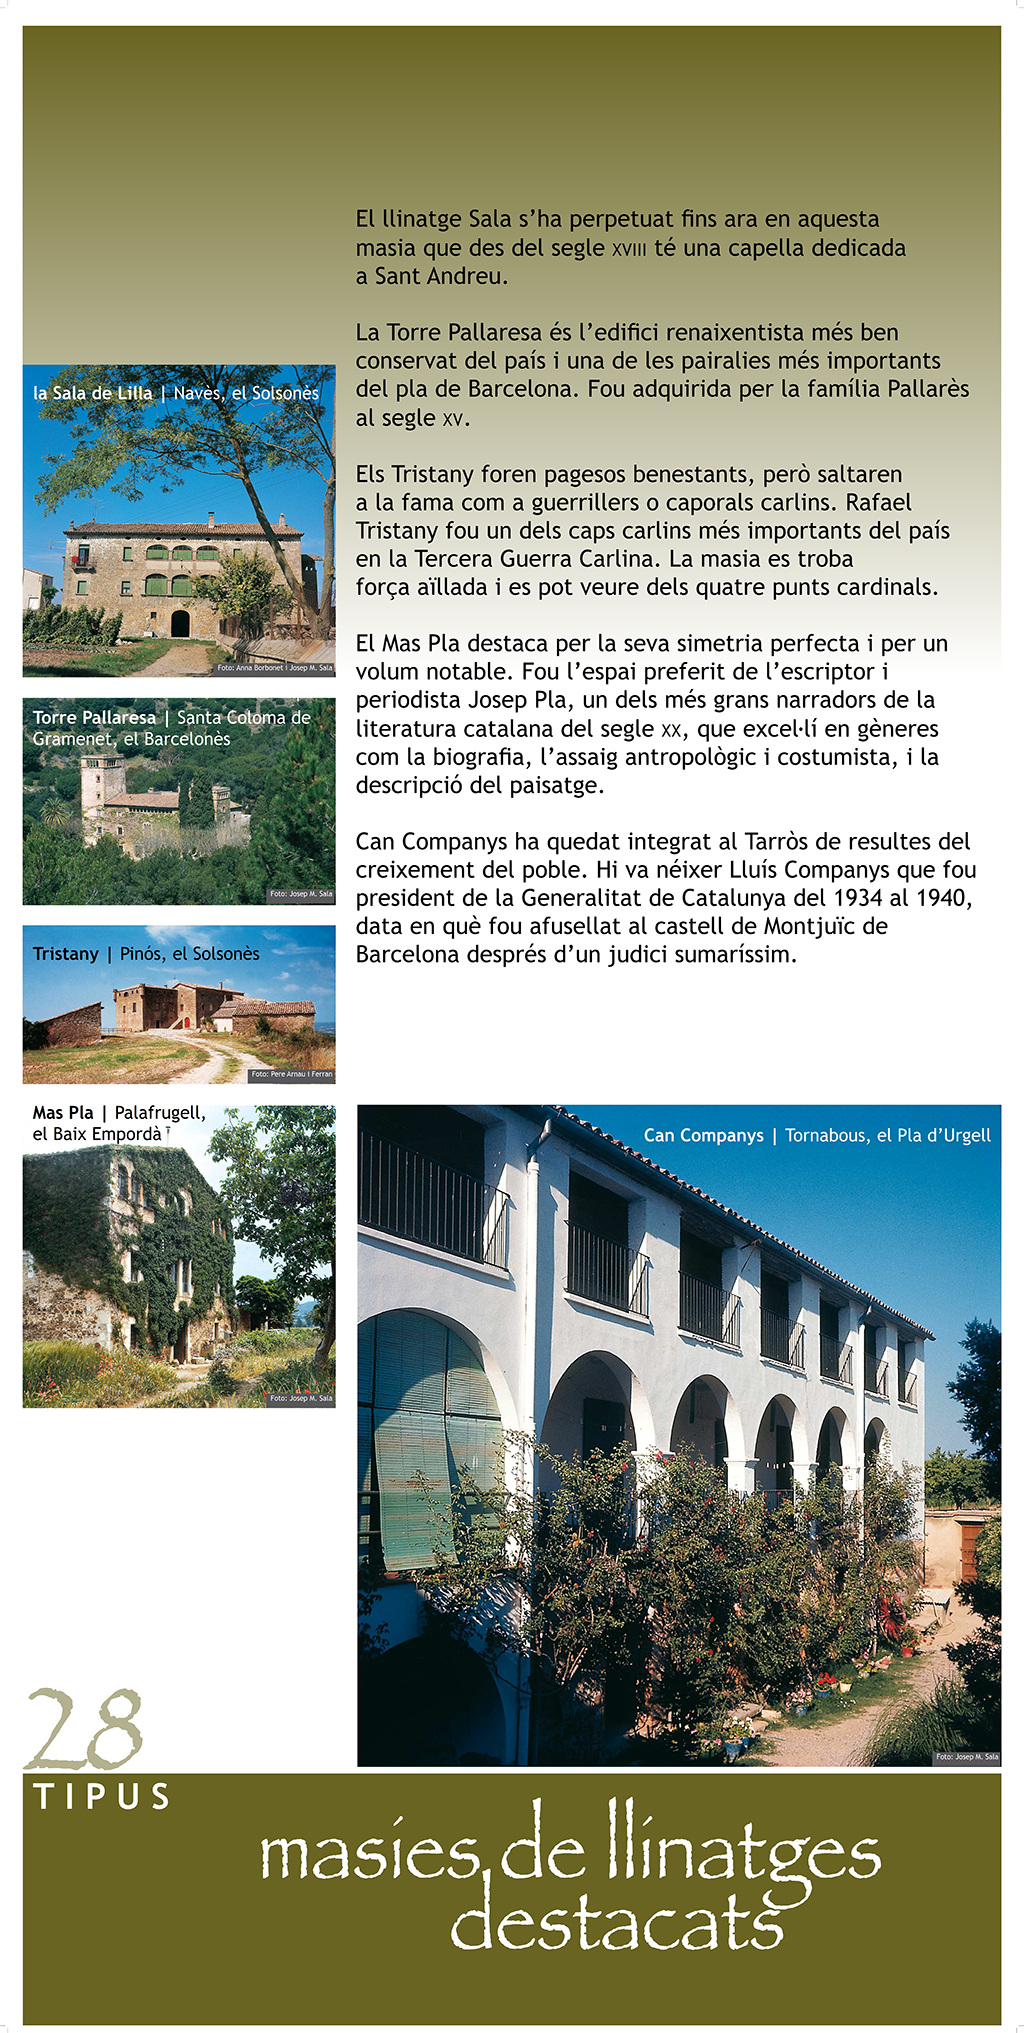 El llinatge Sala s’ha perpetuat fins ara en aquesta
masia que des del segle XVIII té una capella dedicada
a Sant Andreu.
La Torre Pallaresa és l’edifici renaixentista més ben
conservat del país i una de les pairalies més importants
del pla de Barcelona. Fou adquirida per la família Pallarès
al segle XV.
Els Tristany foren pagesos benestants, però saltaren
a la fama com a guerrillers o caporals carlins. Rafael
Tristany fou un dels caps carlins més importants del país
en la Tercera Guerra Carlina. La masia es troba
força aïllada i es pot veure dels quatre punts cardinals.
El Mas Pla destaca per la seva simetria perfecta i per un
volum notable. Fou l’espai preferit de l’escriptor i
periodista Josep Pla, un dels més grans narradors de la
literatura catalana del segle XX, que excel·lí en gèneres
com la biografia, l’assaig antropològic i costumista, i la
descripció del paisatge.
Can Companys ha quedat integrat al Tarròs de resultes del
creixement del poble. Hi va néixer Lluís Companys que fou
president de la Generalitat de Catalunya del 1934 al 1940,
data en què fou afusellat al castell de Montjuïc de
Barcelona després d’un judici sumaríssim.
la Sala de Lilla | Navès, el Solsonès
Foto: Anna Borbonet i Josep M. Sala
Torre Pallaresa | Santa Coloma de
Gramenet, el Barcelonès
Foto: Josep M. Sala
Tristany | Pinós, el Solsonès
Foto: Pere Arnau i Ferran
Mas Pla | Palafrugell,
el Baix Empordà
Foto: Josep M. Sala
Can Companys | Tornabous, el Pla d’Urgell
Foto: Josep M. Sala
28
TIPUS
masies de llinatges
destacats